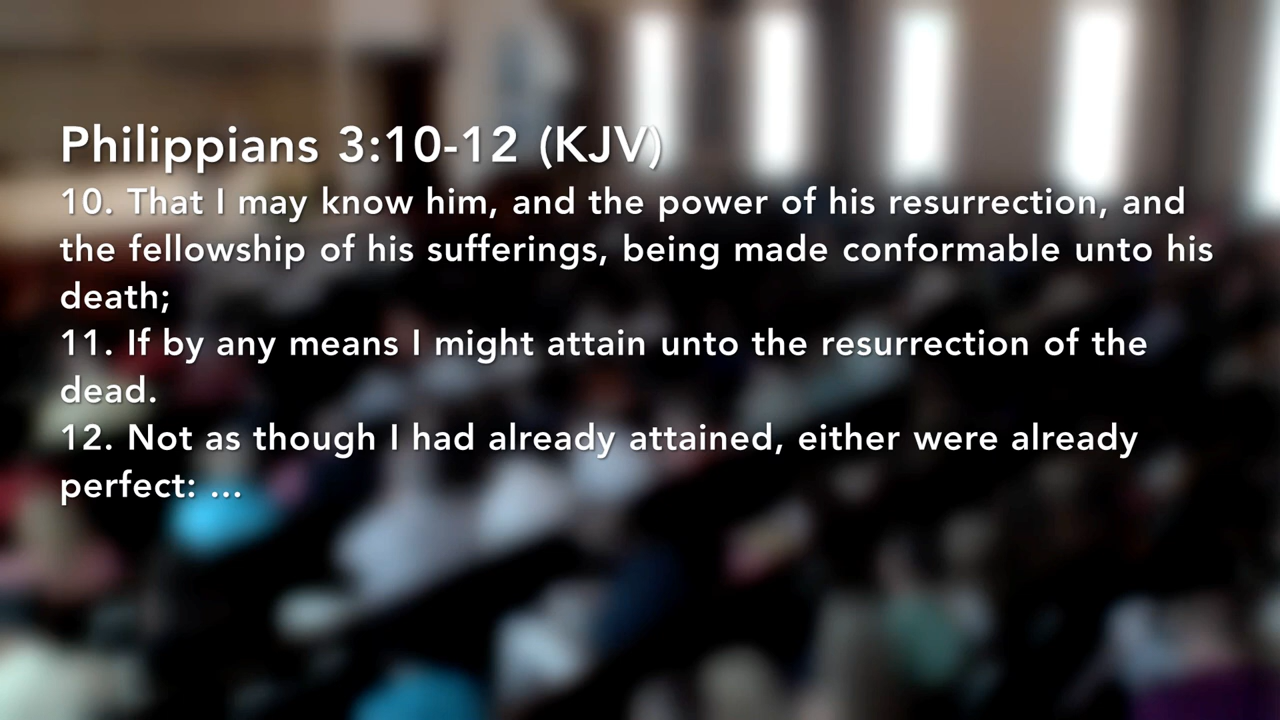 Philippians 3:10-12 (KJV)
10. That I may know him, and the power of his resurrection, and
the fellowship of his sufferings, being made conformable unto his
death;
11. If by any means I might attain unto the resurrection of the
dead.
12. Not as though I had already attained, either were already
perfect: ...